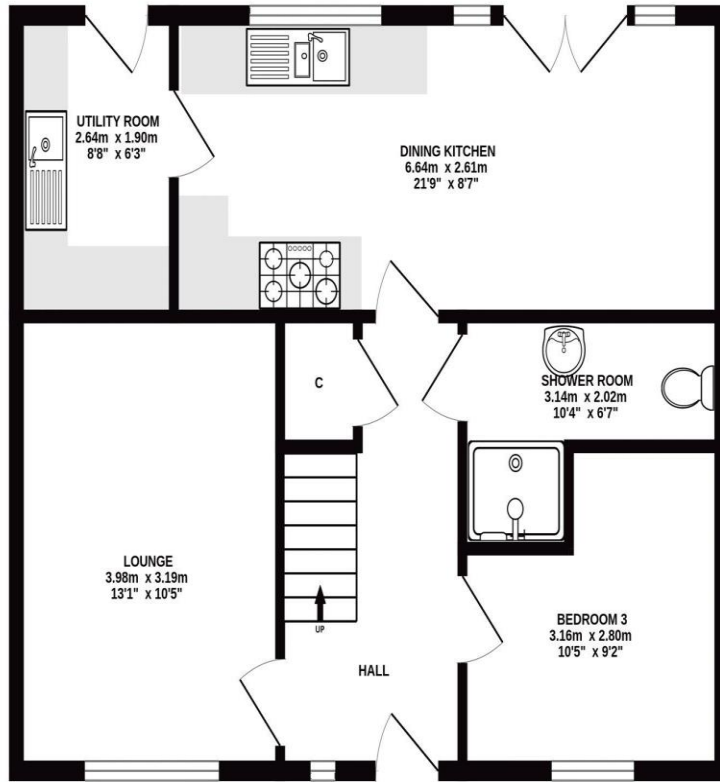 UTILITY ROOM
2.64m x 1.90m
8'8" x 6'3"
DINING KITCHEN
6.64m x 2.61m
21'9" x 8'7"
C
SHOWER ROOM
3.14m x 2.02m
10'4" x 6'7"
LOUNGE
3.98m x 3.19m
13'1" x 10'5"
UP
HALL
BEDROOM 3
3.16m x 2.80m
10'5" x 9'2"